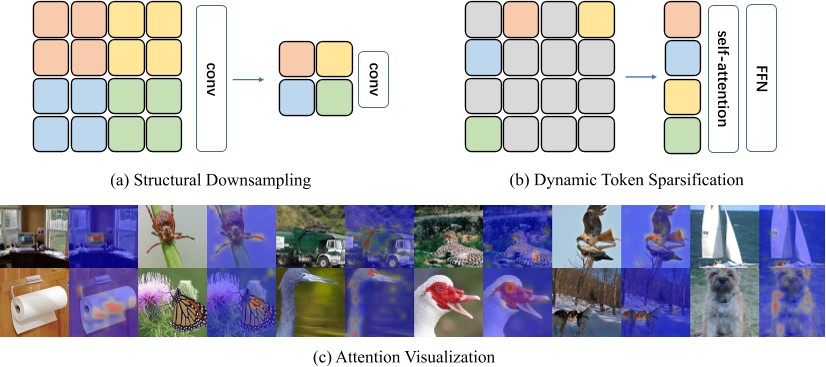 conv
conv
self-attention
FFN
(a) Structural Downsampling
(b) Dynamic Token Sparsification
(c) Attention Visualization